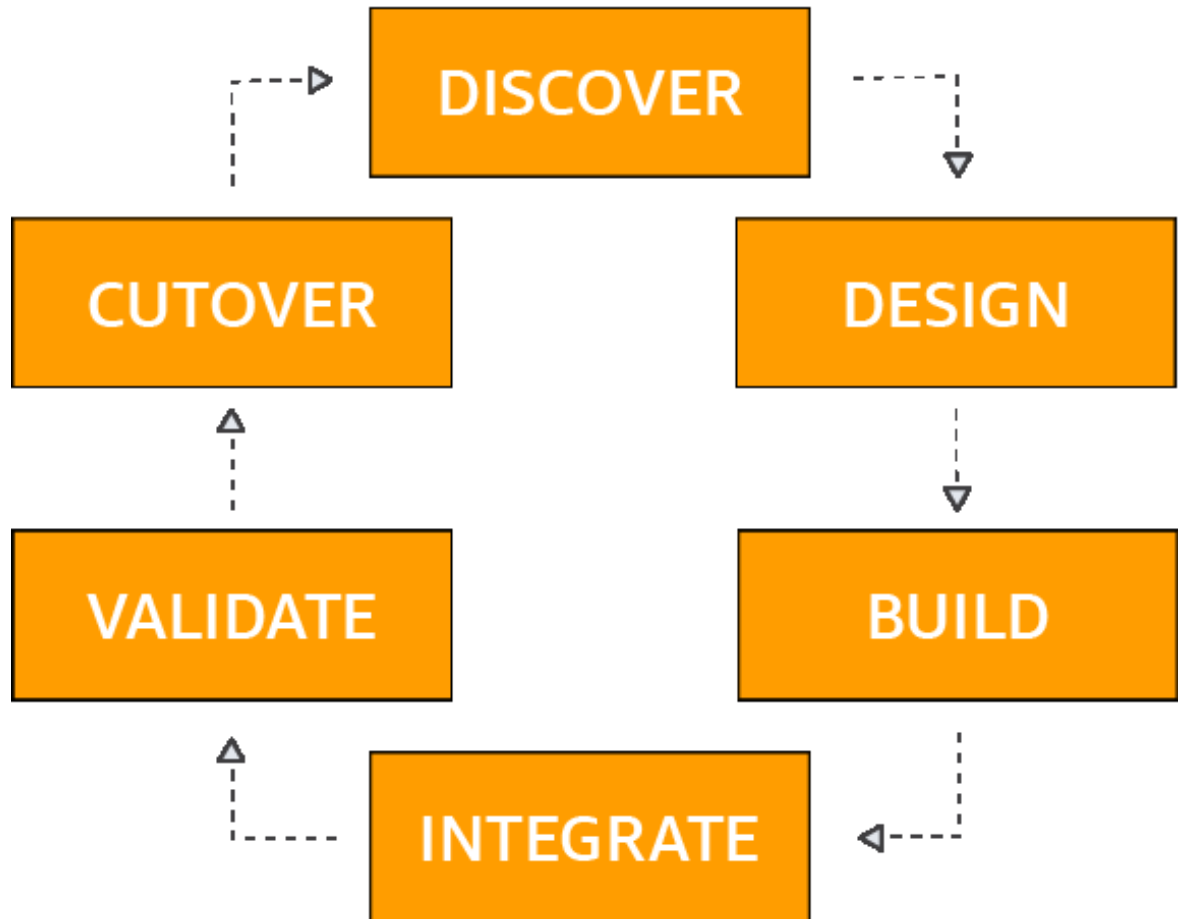 DISCOVER
DESIGN
BUILD
INTEGRATE
VALIDATE
CUTOVER